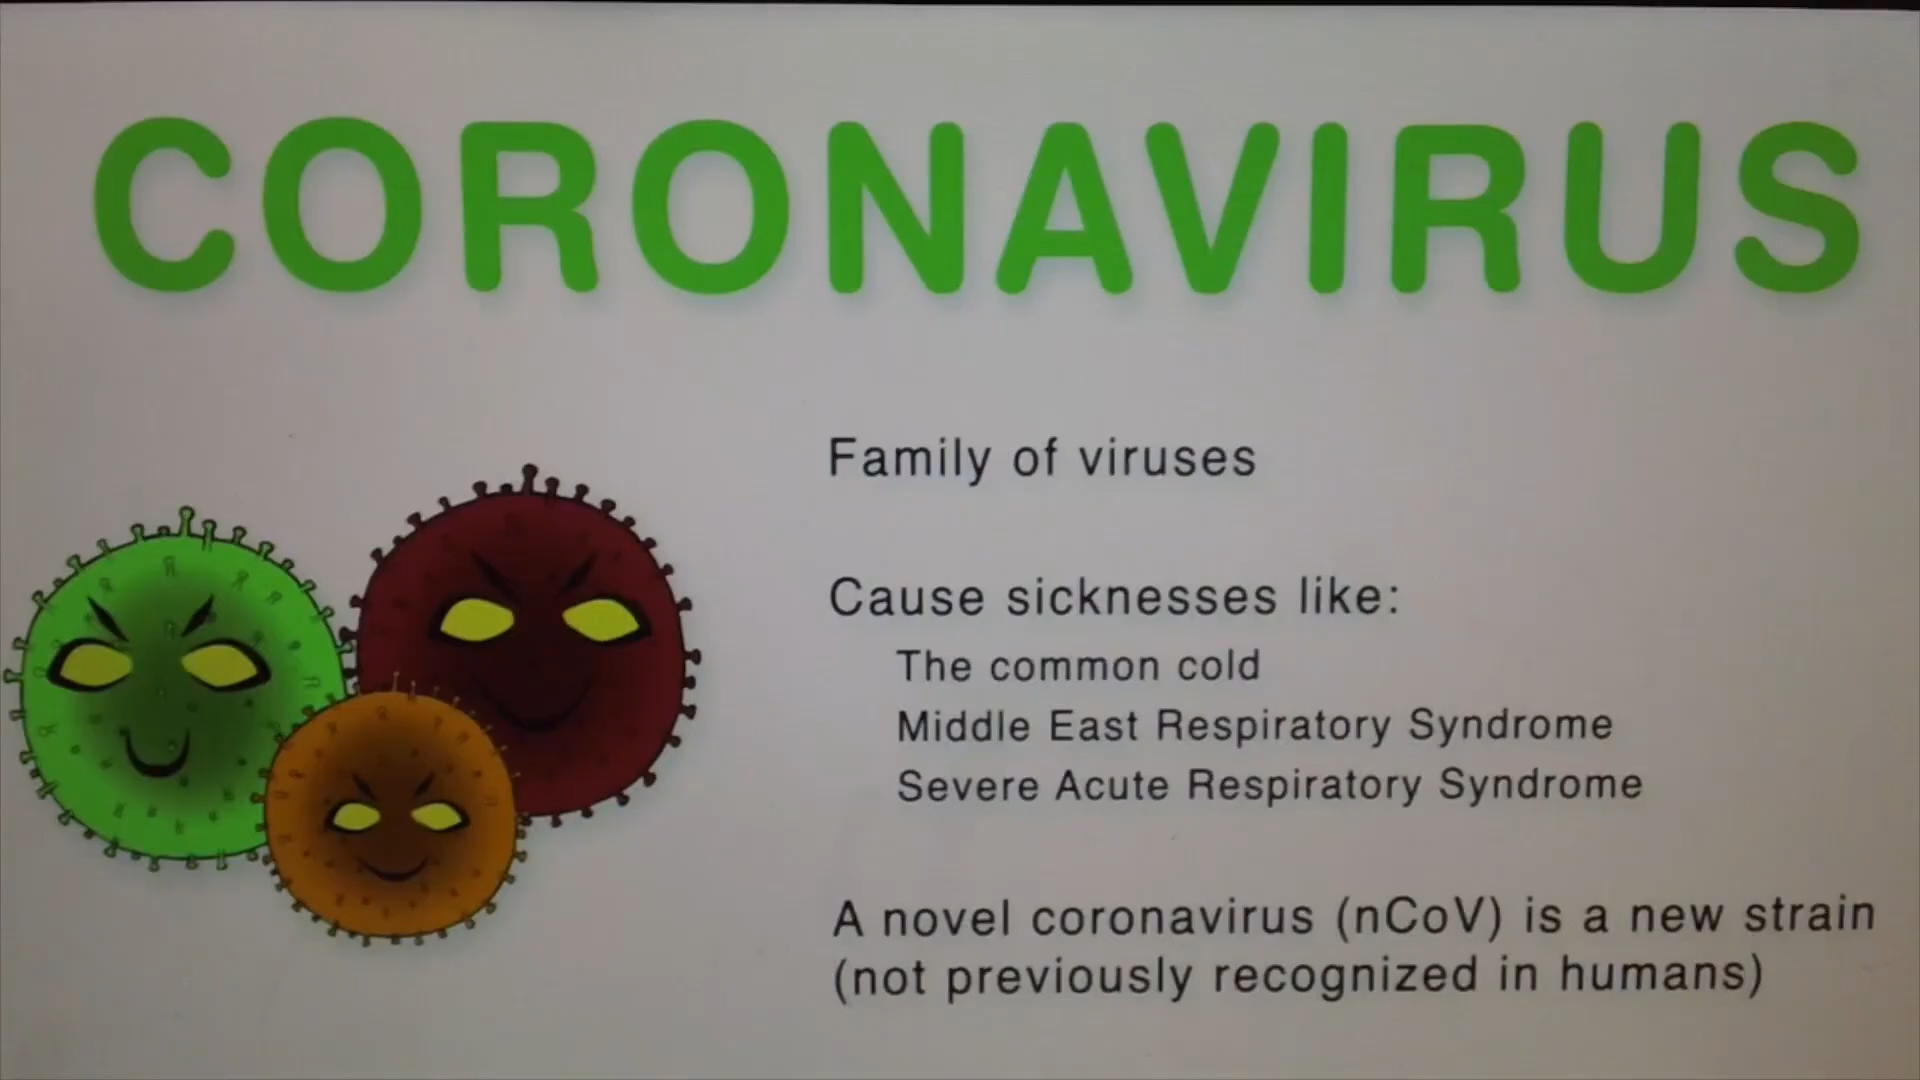 CORONAVIRUS
Family of viruses
Cause sicknesses like:
The common cold
Middle East Respiratory Syndrome
Severe Acute Respiratory Syndrome
A novel coronavirus (nCoV) is a new strain
(not previously recognized in humans)